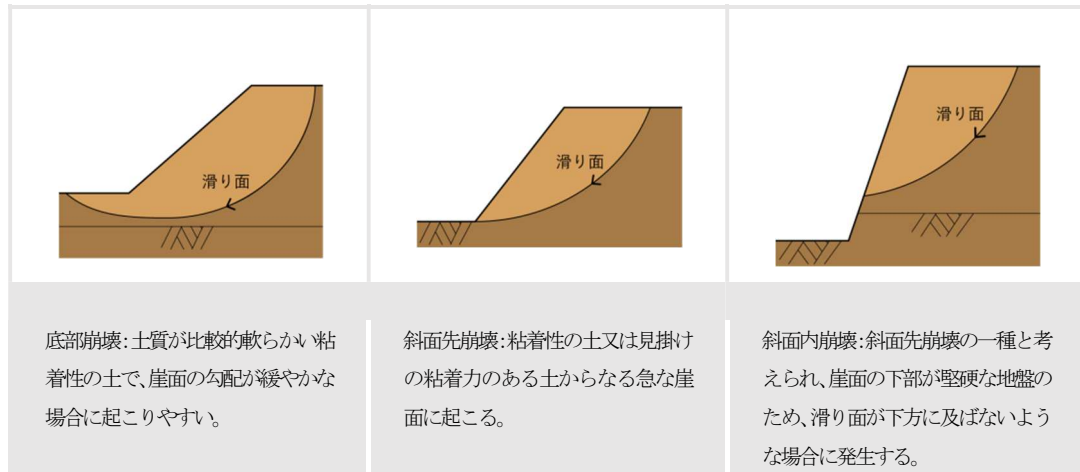 滑り面
滑り面
滑り面
底部崩壊:土質が比較的軟らかい粘
着性の土で、崖面の勾配が緩やかな
場合に起こりやすい。
斜面先崩壊:粘着性の土又は見掛け
の粘着力のある土からなる急な崖
面に起こる。
斜面内崩壊:斜面先崩壊の一種と考
えられ、崖面の下部が堅硬な地盤の
ため、滑り面が下方に及ばないよう
な場合に発生する。